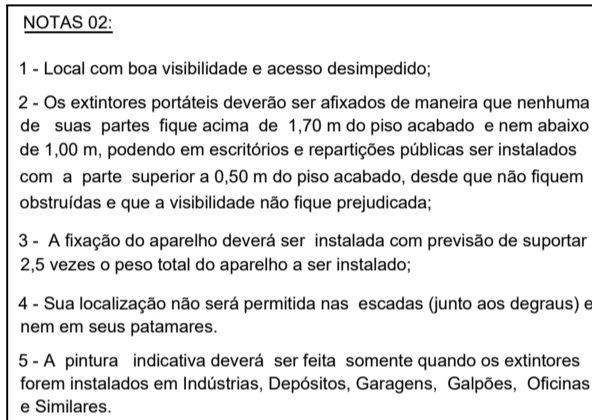 NOTAS 02:
1 - Local com boa visibilidade e acesso desimpedido;
2 - Os extintores portáteis deverão ser afixados de maneira que nenhuma
de suas partes fique acima de 1,70 m do piso acabado e nem abaixo
de 1,00 m, podendo em escritórios e repartições públicas ser instalados
com a parte superior a 0,50 m do piso acabado, desde que não fiquem
obstruídas e que a visibilidade não fique prejudicada;
3 - A fixação do aparelho deverá ser instalada com previsão de suportar
2,5 vezes o peso total do aparelho a ser instalado;
4 - Sua localização não será permitida nas escadas (junto aos degraus) e
nem em seus patamares.
5 - A pintura indicativa deverá ser feita somente quando os extintores
forem instalados em Indústrias, Depósitos, Garagens, Galpões, Oficinas
e Similares.